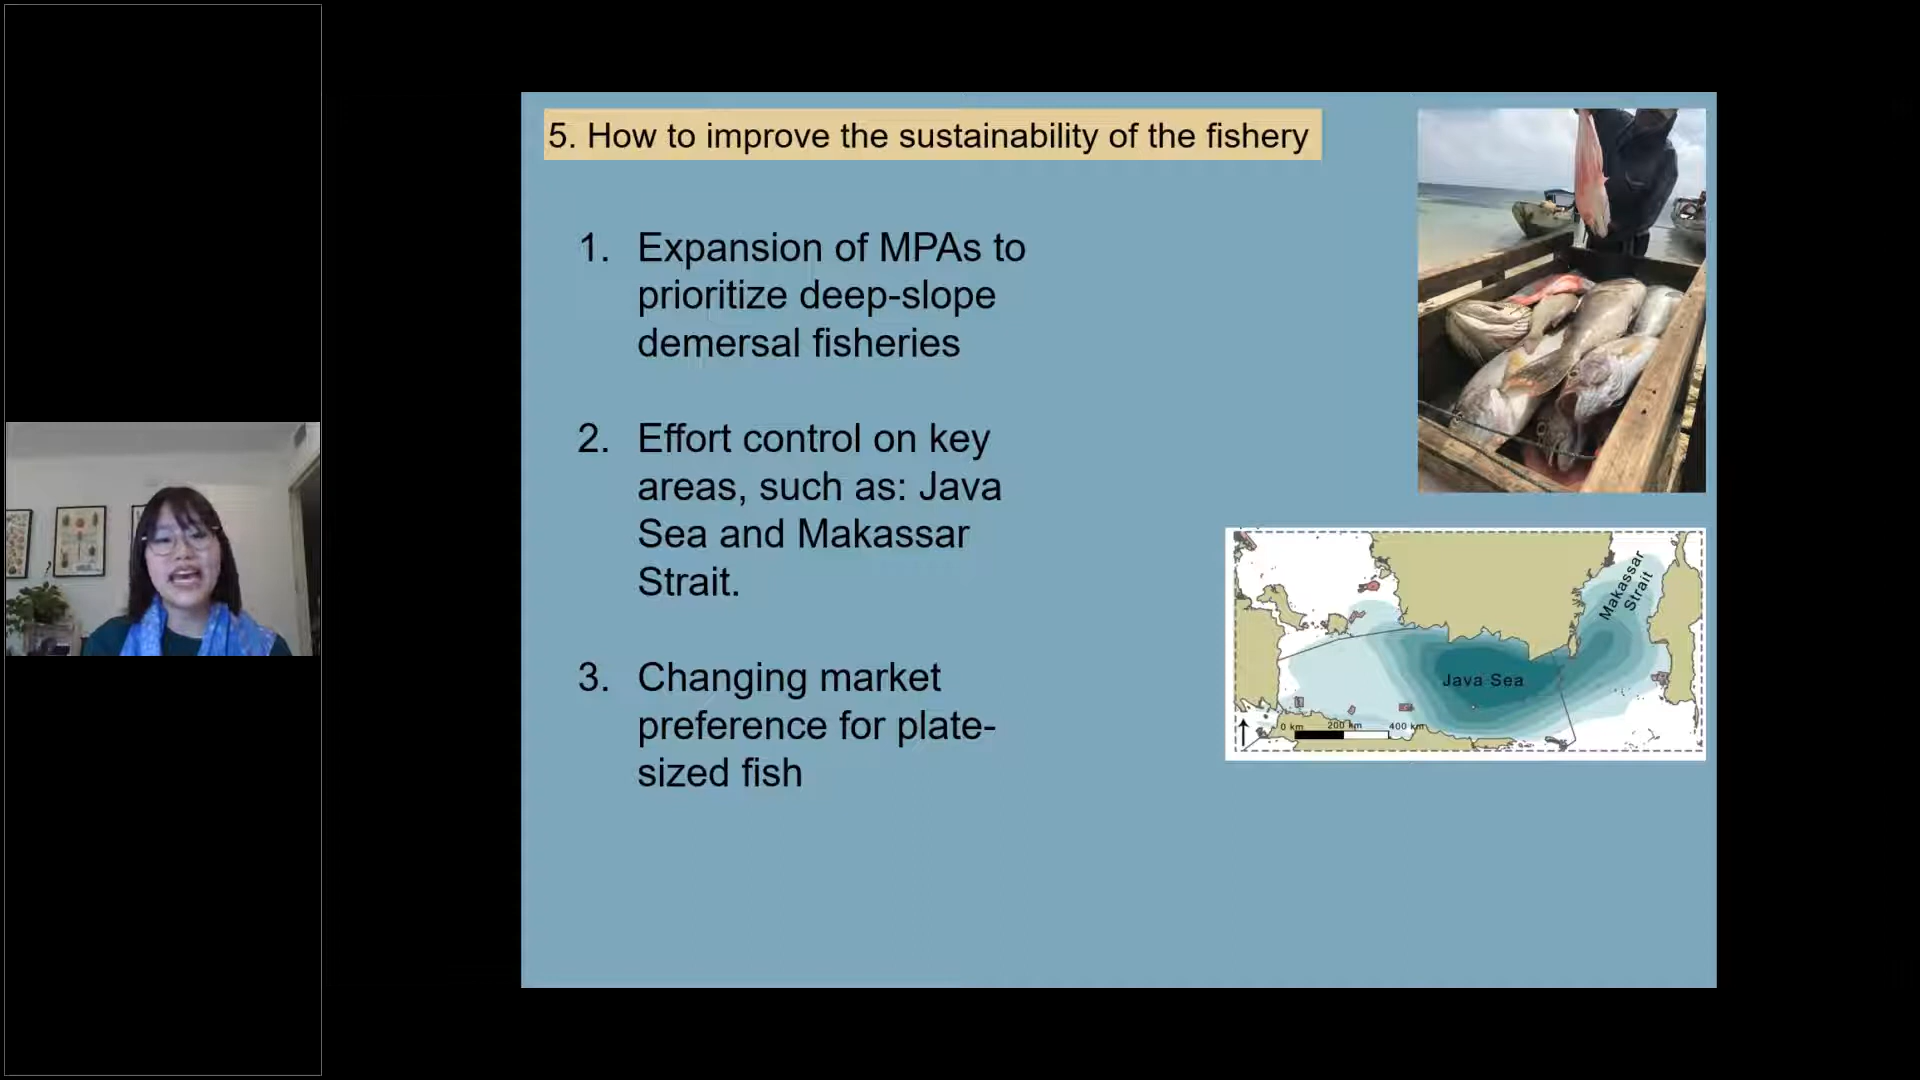 5. How to improve the sustainability of the fishery
1. Expansion of MPAs to
prioritize deep-slope
demersal fisheries
2. Effort control on key
areas, such as: Java
Sea and Makassar
Strait.
3. Changing market
preference for plate-
sized fish
Makassar
Strait
Java Sea
0 km 200 km 400 km